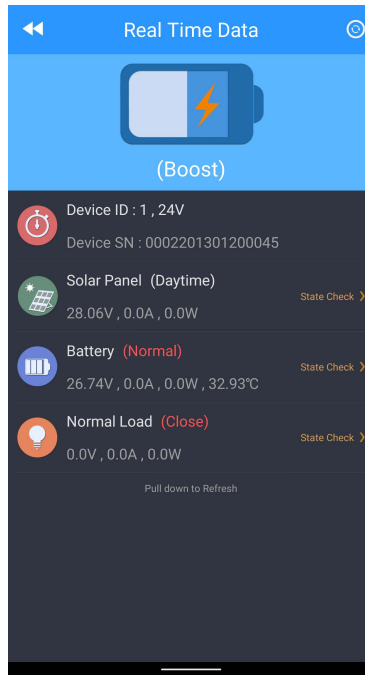 Real Time Data
(Boost)
Device ID : 1 , 24V
Device SN : 0002201301200045
Solar Panel (Daytime)
State Check
28.06V , 0.0A , 0.0W
Battery (Normal)
State Check
26.74V , 0.0A , 0.0W , 32.93℃
Normal Load (Close)
State Check
0.0V , 0.0A , 0.0W
Pull down to Refresh